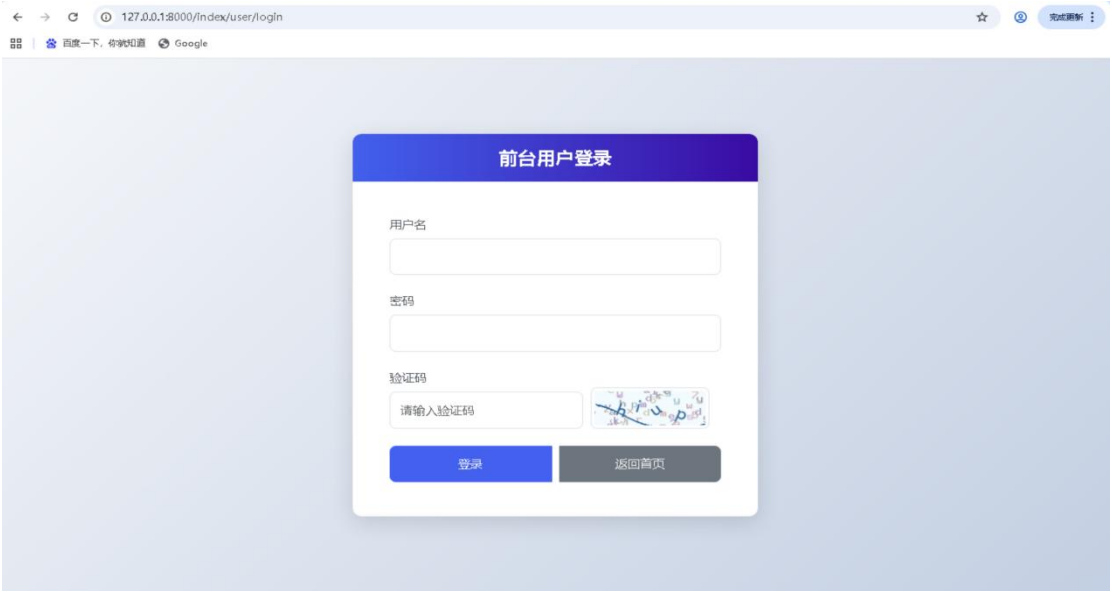 127.0.0.1:8000/index/user/login
完成更新
百度一下，你就知道 Google
前台用户登录
用户名
密码
验证码
请输入验证码
登录 返回首页